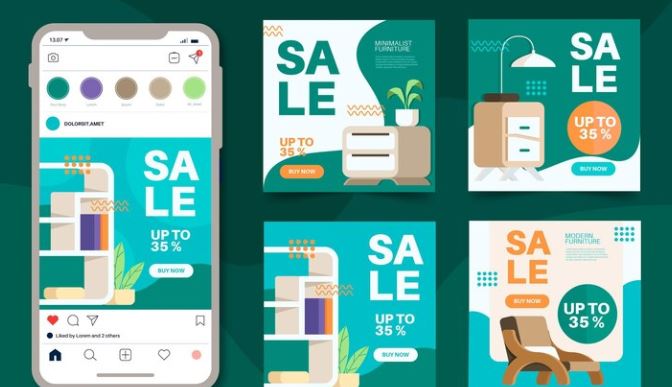 13.07
DOLORSIT.AMET
SA
LE
UP TO
35 %
BUY NOW
Liked by Lorem and 2 others
SA
LE
MINIMALIST
FURNITURE
UP TO
35 %
BUY NOW
SA
LE
UP TO
35 %
BUY NOW
SA
LE
UP TO
35 %
BUY NOW
SA
LE
MODERN
FURNITURE
BUY NOW
UP TO
35 %